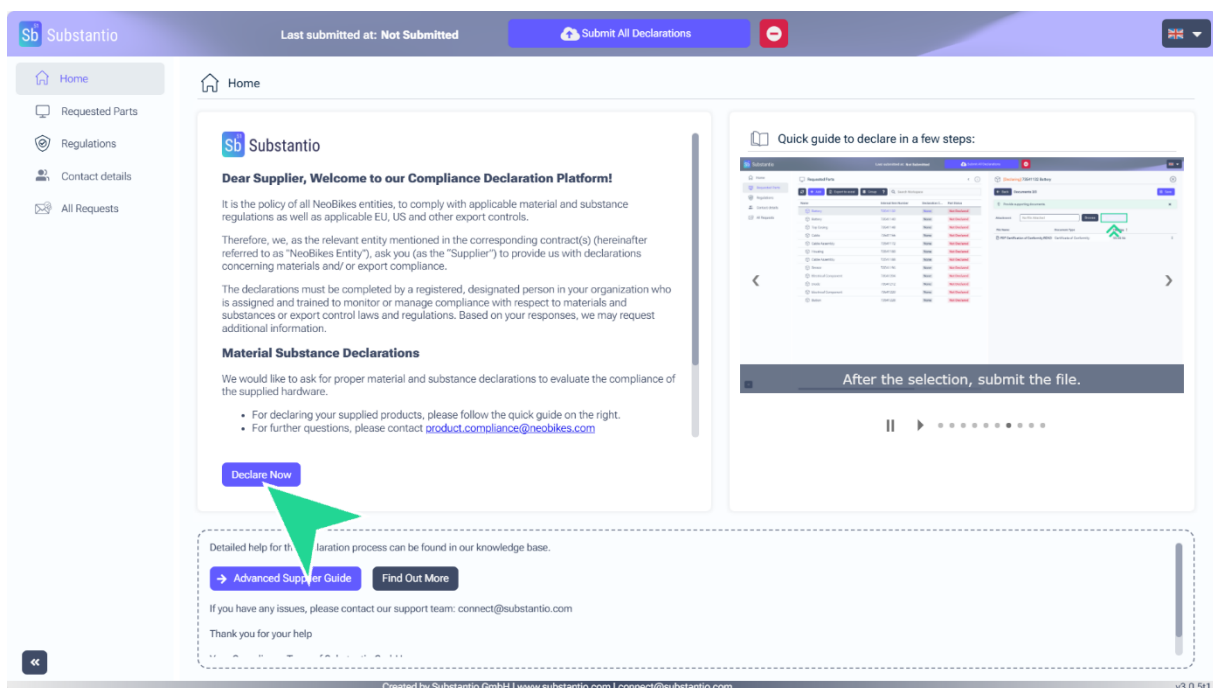 Sb Substantio
Last submitted at: Not Submitted
Submit All Declarations
Home
Requested Parts
Regulations
Contact details
All Requests
Home
Sb Substantio
Dear Supplier, Welcome to our Compliance Declaration Platform!
It is the policy of all NeoBikes entities, to comply with applicable material and substance
regulations as well as applicable EU, US and other export controls.
Therefore, we, as the relevant entity mentioned in the corresponding contract(s) (hereinafter
referred to as "NeoBikes Entity"), ask you (as the "Supplier") to provide us with declarations
concerning materials and/ or export compliance.
The declarations must be completed by a registered, designated person in your organization who
is assigned and trained to monitor or manage compliance with respect to materials and
substances or export control laws and regulations. Based on your responses, we may request
additional information.
Material Substance Declarations
We would like to ask for proper material and substance declarations to evaluate the compliance of
the supplied hardware.
• For declaring your supplied products, please follow the quick guide on the right.
• For further questions, please contact product.compliance@neobikes.com
Declare Now
Quick guide to declare in a few steps:
Substantio
Requested Parts
After the selection, submit the file.
Detailed help for th laration process can be found in our knowledge base.
Advanced Supplier Guide
Find Out More
If you have any issues, please contact our support team: connect@substantio.com
Thank you for your help
Created by Substantio GmbH | www.substantio.com | connect@substantio.com
v3.0.5t1